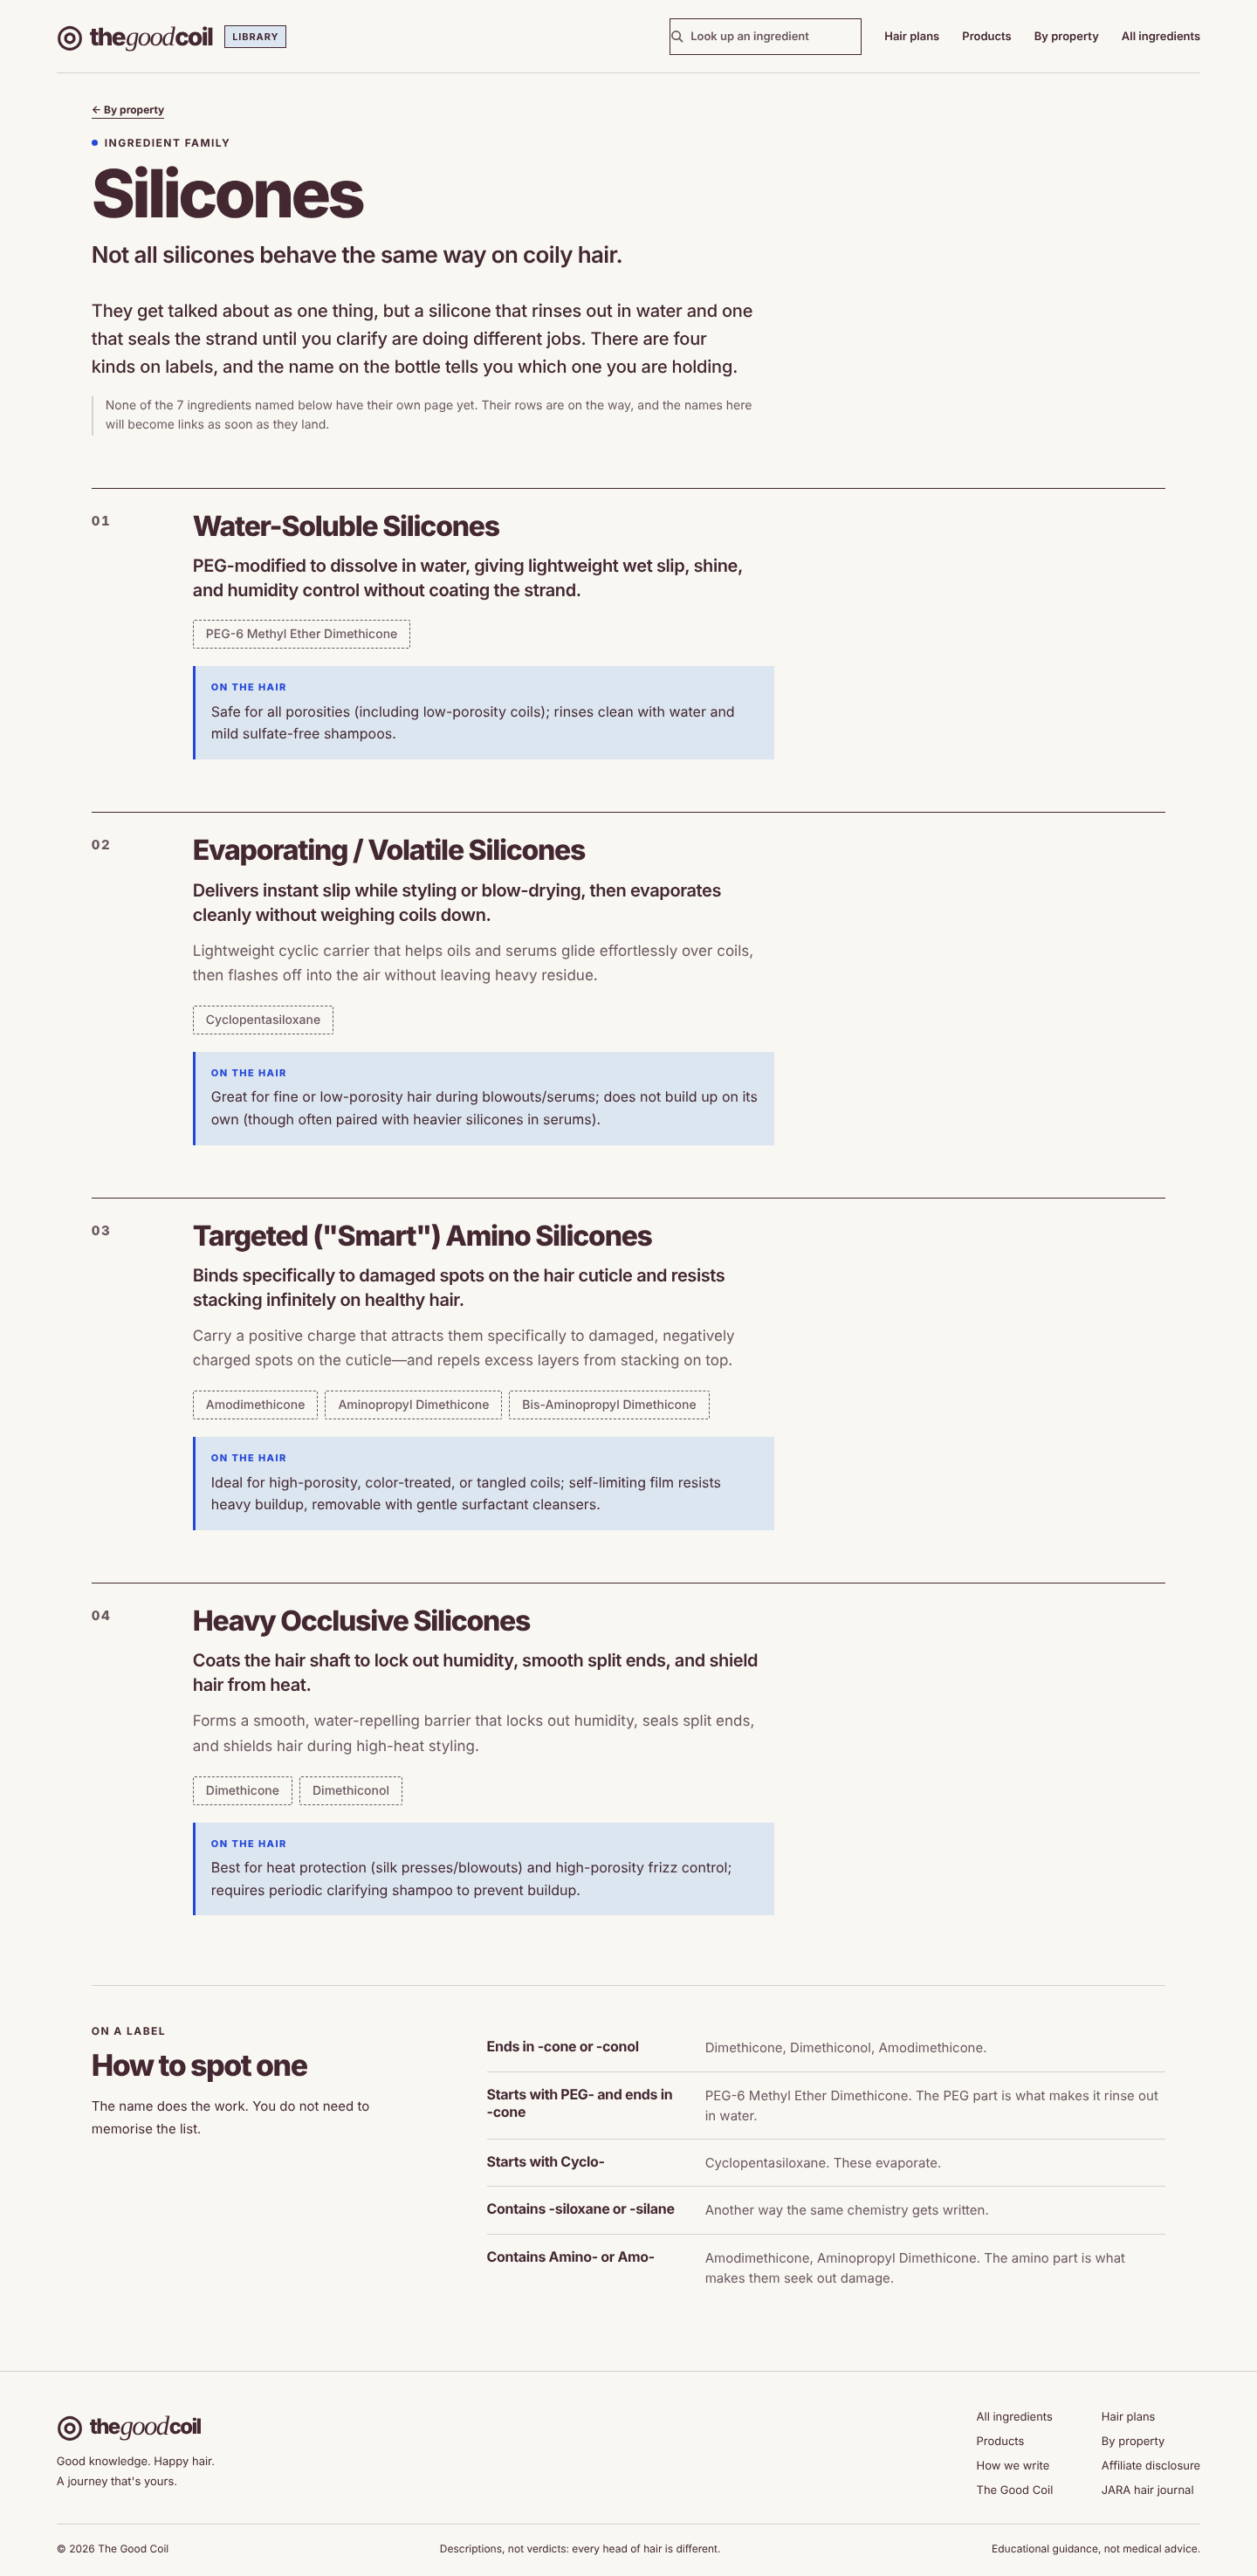 thegoodcoil
LIBRARY
Look up an ingredient
Hair plans
Products
By property
All ingredients
← By property
INGREDIENT FAMILY
Silicones
Not all silicones behave the same way on coily hair.
They get talked about as one thing, but a silicone that rinses out in water and one
that seals the strand until you clarify are doing different jobs. There are four
kinds on labels, and the name on the bottle tells you which one you are holding.
None of the 7 ingredients named below have their own page yet. Their rows are on the way, and the names here
will become links as soon as they land.
01
Water-Soluble Silicones
PEG-modified to dissolve in water, giving lightweight wet slip, shine,
and humidity control without coating the strand.
PEG-6 Methyl Ether Dimethicone
ON THE HAIR
Safe for all porosities (including low-porosity coils); rinses clean with water and
mild sulfate-free shampoos.
02
Evaporating / Volatile Silicones
Delivers instant slip while styling or blow-drying, then evaporates
cleanly without weighing coils down.
Lightweight cyclic carrier that helps oils and serums glide effortlessly over coils,
then flashes off into the air without leaving heavy residue.
Cyclopentasiloxane
ON THE HAIR
Great for fine or low-porosity hair during blowouts/serums; does not build up on its
own (though often paired with heavier silicones in serums).
03
Targeted ("Smart") Amino Silicones
Binds specifically to damaged spots on the hair cuticle and resists
stacking infinitely on healthy hair.
Carry a positive charge that attracts them specifically to damaged, negatively
charged spots on the cuticle—and repels excess layers from stacking on top.
Amodimethicone
Aminopropyl Dimethicone
Bis-Aminopropyl Dimethicone
ON THE HAIR
Ideal for high-porosity, color-treated, or tangled coils; self-limiting film resists
heavy buildup, removable with gentle surfactant cleansers.
04
Heavy Occlusive Silicones
Coats the hair shaft to lock out humidity, smooth split ends, and shield
hair from heat.
Forms a smooth, water-repelling barrier that locks out humidity, seals split ends,
and shields hair during high-heat styling.
Dimethicone
Dimethiconol
ON THE HAIR
Best for heat protection (silk presses/blowouts) and high-porosity frizz control;
requires periodic clarifying shampoo to prevent buildup.
ON A LABEL
How to spot one
The name does the work. You do not need to
memorise the list.
Ends in -cone or -conol
Dimethicone, Dimethiconol, Amodimethicone.
Starts with PEG- and ends in
-cone
PEG-6 Methyl Ether Dimethicone. The PEG part is what makes it rinse out
in water.
Starts with Cyclo-
Cyclopentasiloxane. These evaporate.
Contains -siloxane or -silane
Another way the same chemistry gets written.
Contains Amino- or Amo-
Amodimethicone, Aminopropyl Dimethicone. The amino part is what
makes them seek out damage.
thegoodcoil
Good knowledge. Happy hair.
A journey that's yours.
All ingredients
Hair plans
Products
By property
How we write
Affiliate disclosure
The Good Coil
JARA hair journal
© 2026 The Good Coil
Descriptions, not verdicts: every head of hair is different.
Educational guidance, not medical advice.